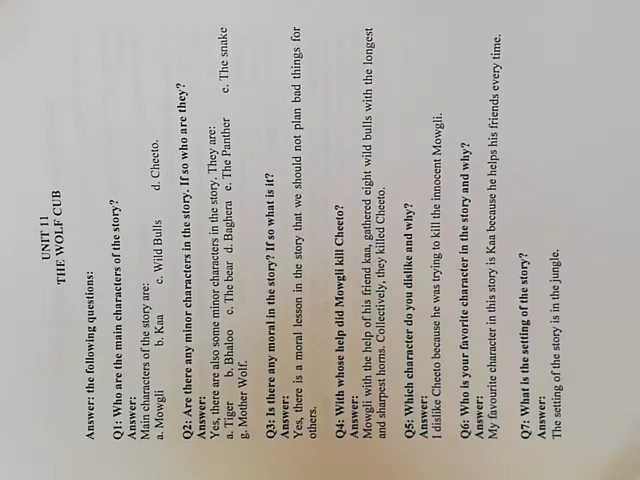 UNIT 11
THE WOLF CUB
Answer: the following questions:
Q1: Who are the main characters of the story?
Answer:
Main characters of the story are:
a. Mowgli b. Kaa c. Wild Bulls d. Cheeto.
Q2: Are there any minor characters in the story. If so who are they?
Answer:
Yes, there are also some minor characters in the story. They are:
a. Tiger b. Bhaloo c. The bear d. Baghera e. The Panther e. The snake
g. Mother Wolf.
Q3: Is there any moral in the story? If so what is it?
Answer:
Yes, there is a moral lesson in the story that we should not plan bad things for
others.
Q4: With whose help did Mowgli kill Cheeto?
Answer:
Mowgli with the help of his friend kaa, gathered eight wild bulls with the longest
and sharpest horns. Collectively, they killed Cheeto.
Q5: Which character do you dislike and why?
Answer:
I dislike Cheeto because he was trying to kill the innocent Mowgli.
Q6: Who is your favorite character in the story and why?
Answer:
My favourite character in this story is Kaa because he helps his friends every time.
Q7: What is the setting of the story?
Answer:
The setting of the story is in the jungle.